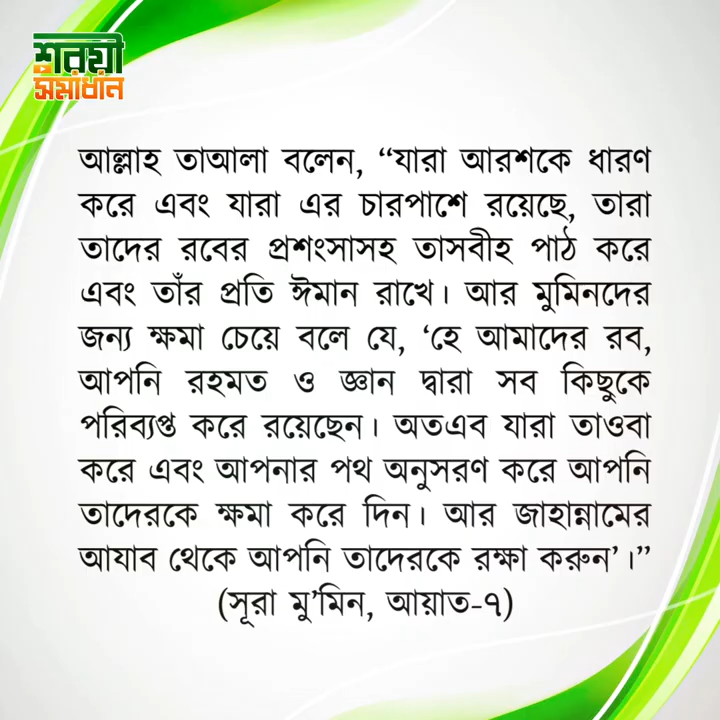 শরয়ী
সমাধান
আল্লাহ তাআলা বলেন, “যারা আরশকে ধারণ
করে এবং যারা এর চারপাশে রয়েছে, তারা
তাদের রবের প্রশংসাসহ তাসবীহ পাঠ করে
এবং তাঁর প্রতি ঈমান রাখে। আর মুমিনদের
জন্য ক্ষমা চেয়ে বলে যে, ‘হে আমাদের রব,
আপনি রহমত ও জ্ঞান দ্বারা সব কিছুকে
পরিব্যপ্ত করে রয়েছেন। অতএব যারা তাওবা
করে এবং আপনার পথ অনুসরণ করে আপনি
তাদেরকে ক্ষমা করে দিন। আর জাহান্নামের
আযাব থেকে আপনি তাদেরকে রক্ষা করুন’।”
(সূরা মু’মিন, আয়াত-৭)